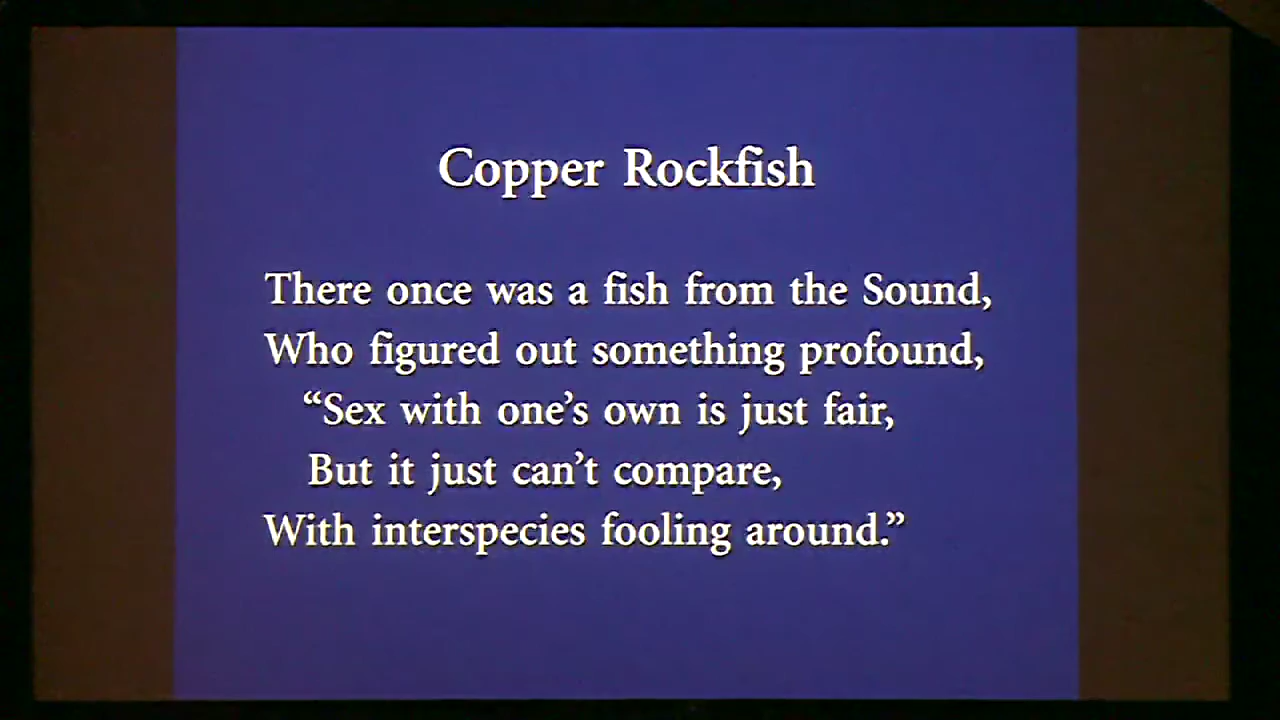 Copper Rockfish
There once was a fish from the Sound,
Who figured out something profound,
“Sex with one’s own is just fair,
But it just can’t compare,
With interspecies fooling around.”